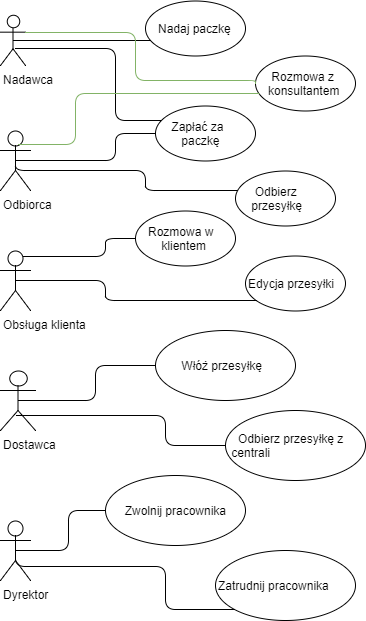 Nadaj paczkę
Nadawca
Rozmowa z
konsultantem
Zapłać za
paczkę
Odbierz
przesyłkę
Odbiorca
Rozmowa w
klientem
Edycja przesyłki
Obsługa klienta
Włóż przesyłkę
Odbierz przesyłkę z
centrali
Dostawca
Zwolnij pracownika
Zatrudnij pracownika
Dyrektor